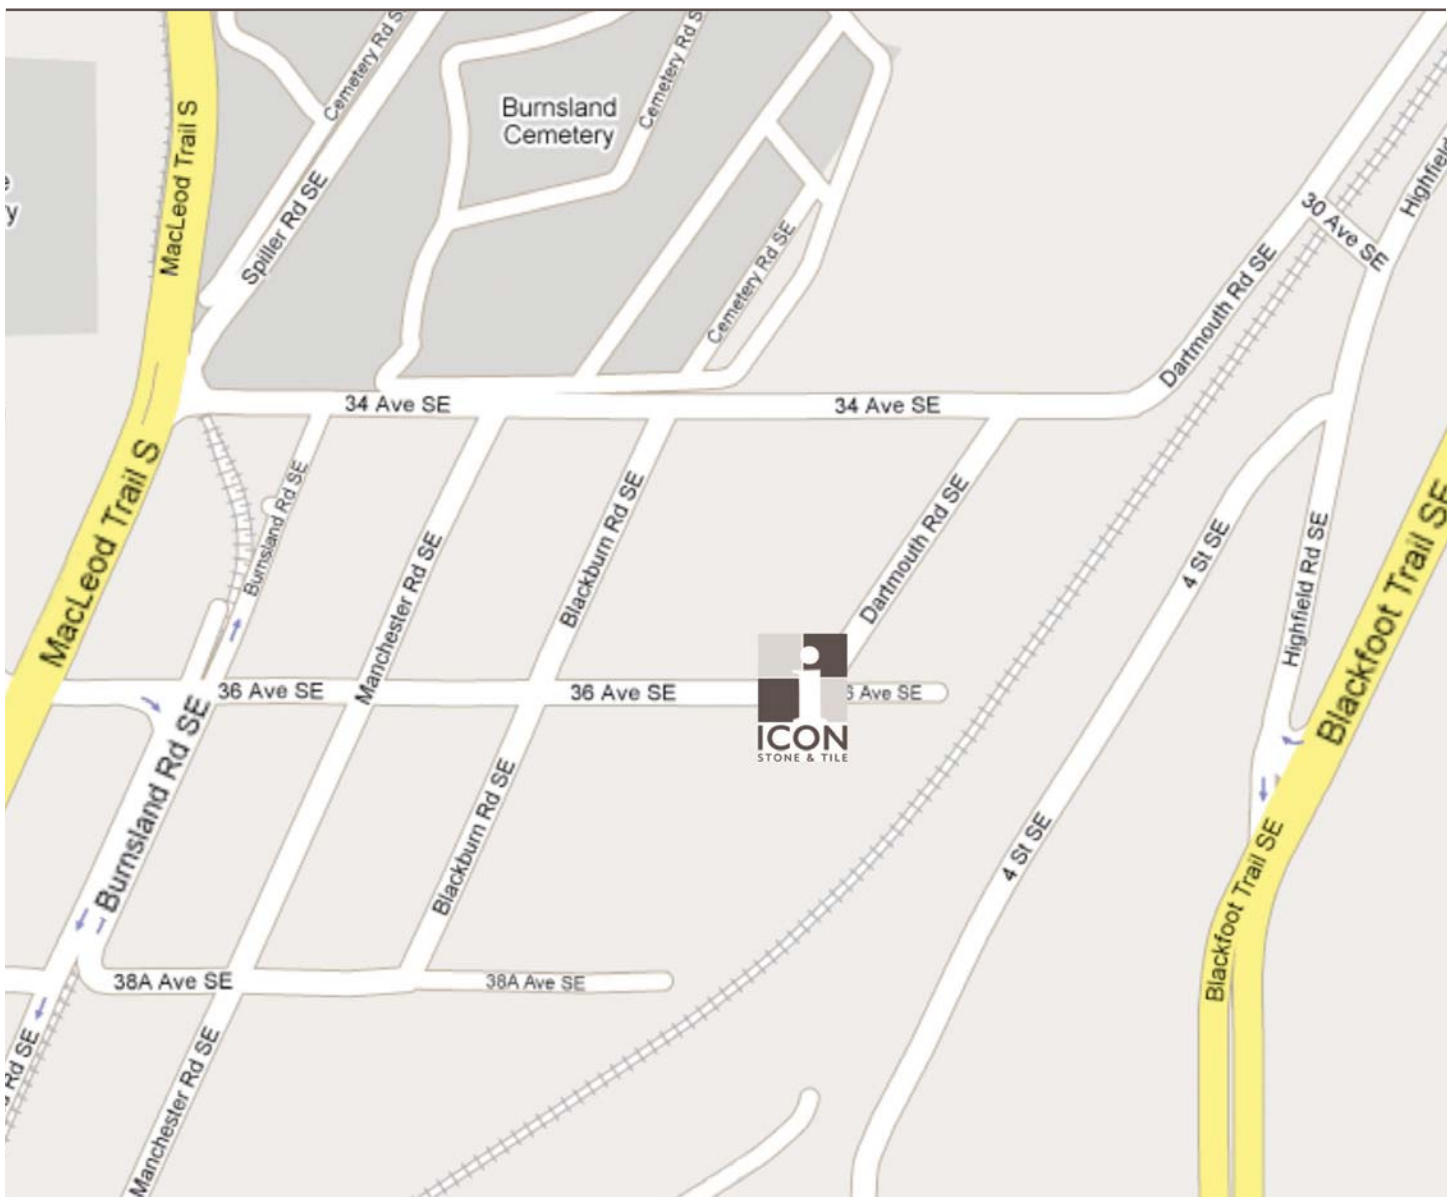 Cemetery Rd S
Cemetery Rd S
Burnsland
Cemetery
MacLeod Trail S
Spiller Rd SE
Highfield
30 Ave SE
Cemetery Rd SE
Dartmouth Rd SE
34 Ave SE
34 Ave SE
MacLeod Trail S
Burnsland Rd SE
Manchester Rd SE
Blackburn Rd SE
Dartmouth Rd SE
4 St SE
Highfield Rd SE
Blackfoot Trail SE
36 Ave SE
36 Ave SE
6 Ave SE
ICON
STONE & TILE
Burnsland Rd SE
Blackburn Rd SE
4 St SE
Blackfoot Trail SE
38A Ave SE
38A Ave SE
Rd SE
Manchester Rd SE